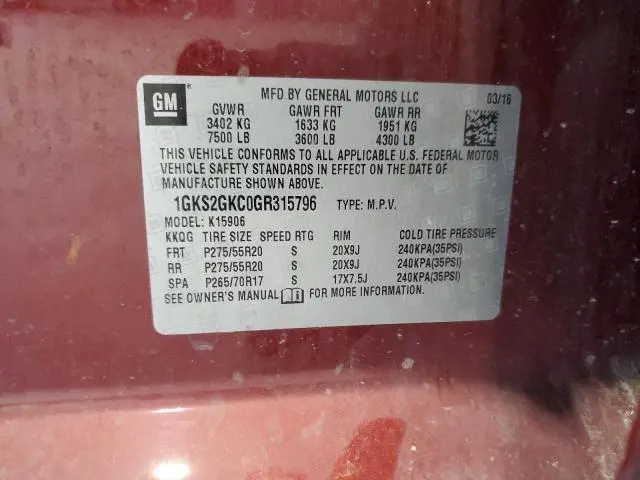 GM
MFD BY GENERAL MOTORS LLC 03/16
GVWR GAWR FRT GAWR RR
3402 KG 1633 KG 1951 KG
7500 LB 3600 LB 4300 LB
THIS VEHICLE CONFORMS TO ALL APPLICABLE U.S. FEDERAL MOTOR
VEHICLE SAFETY STANDARDS IN EFFECT ON THE DATE OF
MANUFACTURE SHOWN ABOVE.
1GKS2GKC0GR315796 TYPE: M.P.V.
MODEL: K15906
KKQG TIRE SIZE SPEED RTG RIM COLD TIRE PRESSURE
FRT P275/55R20 S 20X9J 240KPA(35PSI)
RR P275/55R20 S 20X9J 240KPA(35PSI)
SPA P265/70R17 S 17X7.5J 240KPA(35PSI)
SEE OWNER'S MANUAL FOR MORE INFORMATION.